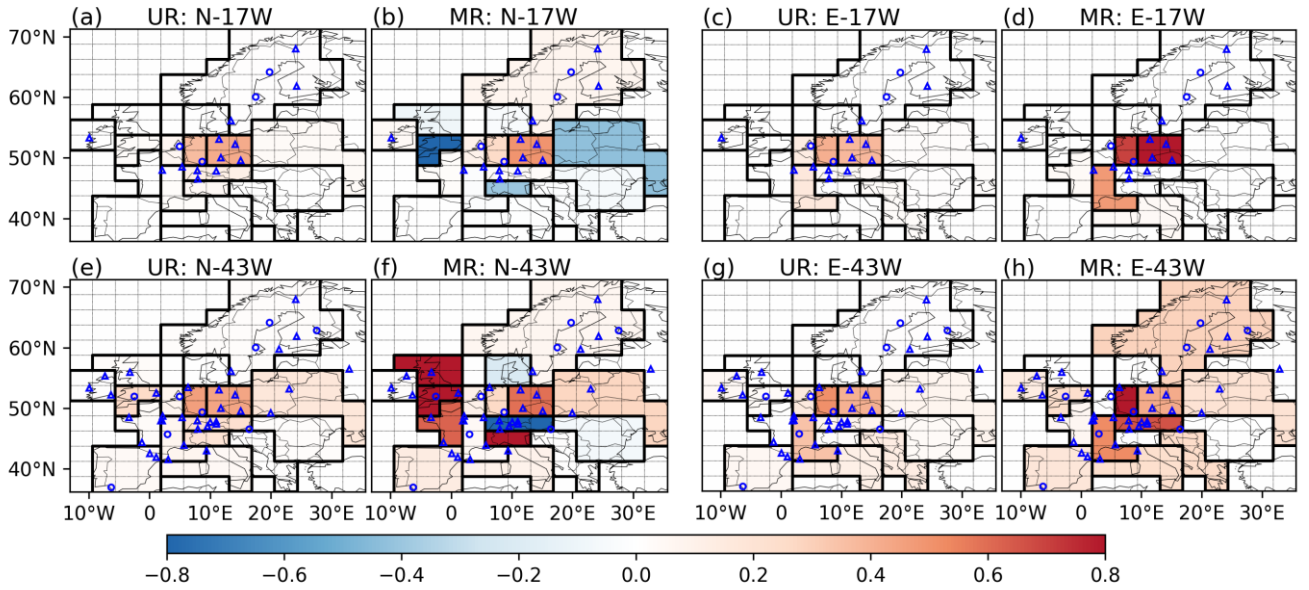 (a) UR: N-17W (b) MR: N-17W (c) UR: E-17W (d) MR: E-17W
70°N
60°N
50°N
40°N
(e) UR: N-43W (f) MR: N-43W (g) UR: E-43W (h) MR: E-43W
70°N
60°N
50°N
40°N
10°W 0 10°E 20°E 30°E 10°W 0 10°E 20°E 30°E 10°W 0 10°E 20°E 30°E 10°W 0 10°E 20°E 30°E
−0.8 −0.6 −0.4 −0.2 0.0 0.2 0.4 0.6 0.8